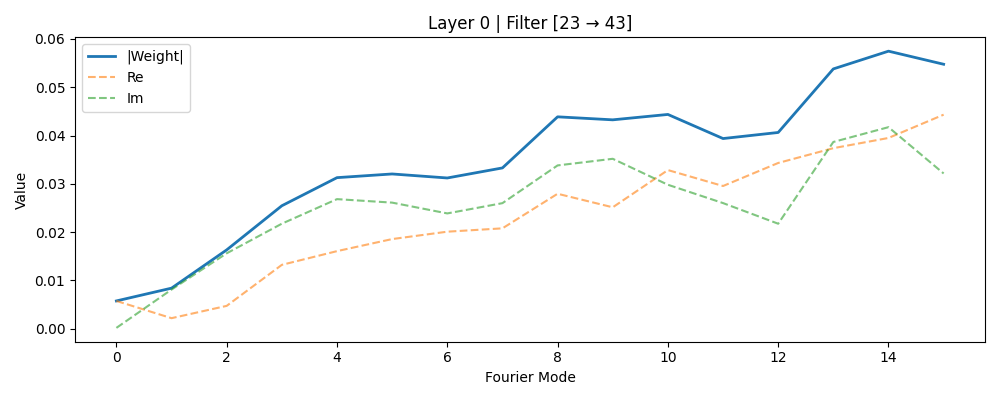 Layer 0 | Filter [23 → 43]
|Weight|
Re
Im
Value
0.06
0.05
0.04
0.03
0.02
0.01
0.00
0 2 4 6 8 10 12 14
Fourier Mode